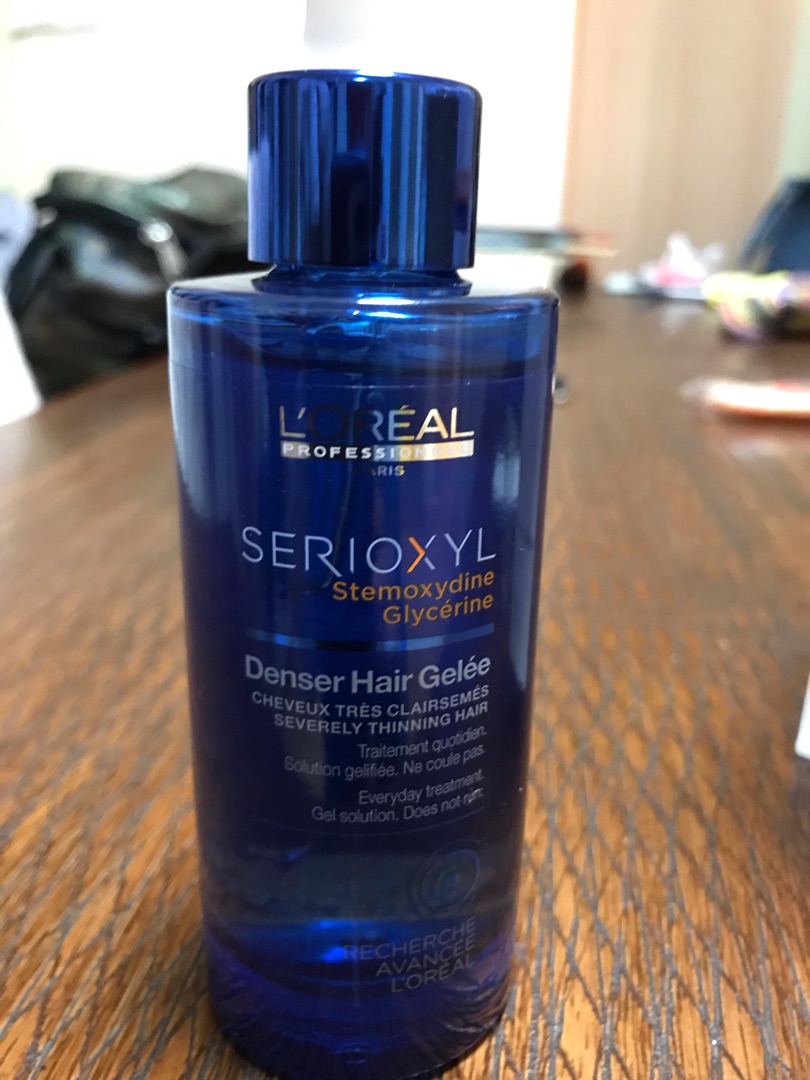 L'ORÉAL
PROFESSIONNEL
PARIS
SERIOXYL
Stemoxydine
Glycérine
Denser Hair Gelée
CHEVEUX TRÈS CLAIRSEMÉS
SEVERELY THINNING HAIR
Traitement quotidien.
Solution gelifiée. Ne coule pas.
Everyday treatment.
Gel solution. Does not run.
RECHERCHE
AVANCÉE
L'ORÉAL